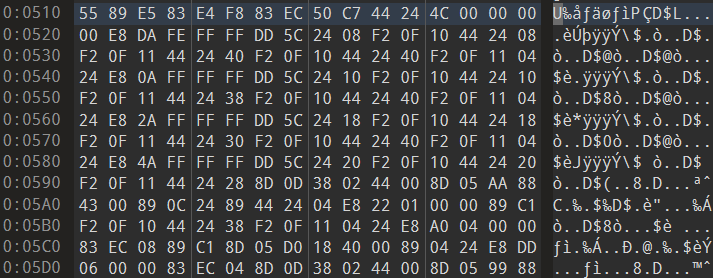 0:0510 55 89 E5 83 E4 F8 83 EC 50 C7 44 24 4C 00 00 00 U‰åƒäøƒìPÇD$L...
0:0520 00 E8 DA FE FF FF DD 5C 24 08 F2 0F 10 44 24 08 .èÚþÿÿÝ\$.ò..D$.
0:0530 F2 0F 11 44 24 40 F2 0F 10 44 24 40 F2 0F 11 04 ò..D$@ò..D$@ò...
0:0540 24 E8 0A FF FF FF DD 5C 24 10 F2 0F 10 44 24 10 $è.ÿÿÿÝ\$.ò..D$.
0:0550 F2 0F 11 44 24 38 F2 0F 10 44 24 40 F2 0F 11 04 ò..D$8ò..D$@ò...
0:0560 24 E8 2A FF FF FF DD 5C 24 18 F2 0F 10 44 24 18 $è*ÿÿÿÝ\$.ò..D$.
0:0570 F2 0F 11 44 24 30 F2 0F 10 44 24 40 F2 0F 11 04 ò..D$0ò..D$@ò...
0:0580 24 E8 4A FF FF FF DD 5C 24 20 F2 0F 10 44 24 20 $èJÿÿÿÝ\$ ò..D$
0:0590 F2 0F 11 44 24 28 8D 0D 38 02 44 00 8D 05 AA 88 ò..D$(..8.D...ªˆ
0:05A0 43 00 89 0C 24 89 44 24 04 E8 22 01 00 00 89 C1 C.‰.$‰D$.è"...‰Á
0:05B0 F2 0F 10 44 24 38 F2 0F 11 04 24 E8 A0 04 00 00 ò..D$8ò...$è ...
0:05C0 83 EC 08 89 C1 8D 05 D0 18 40 00 89 04 24 E8 DD ƒì.‰Á..Ð.@.‰.$èÝ
0:05D0 06 00 00 83 EC 04 8D 0D 38 02 44 00 8D 05 99 88 ...ƒì...8.D...™ˆ